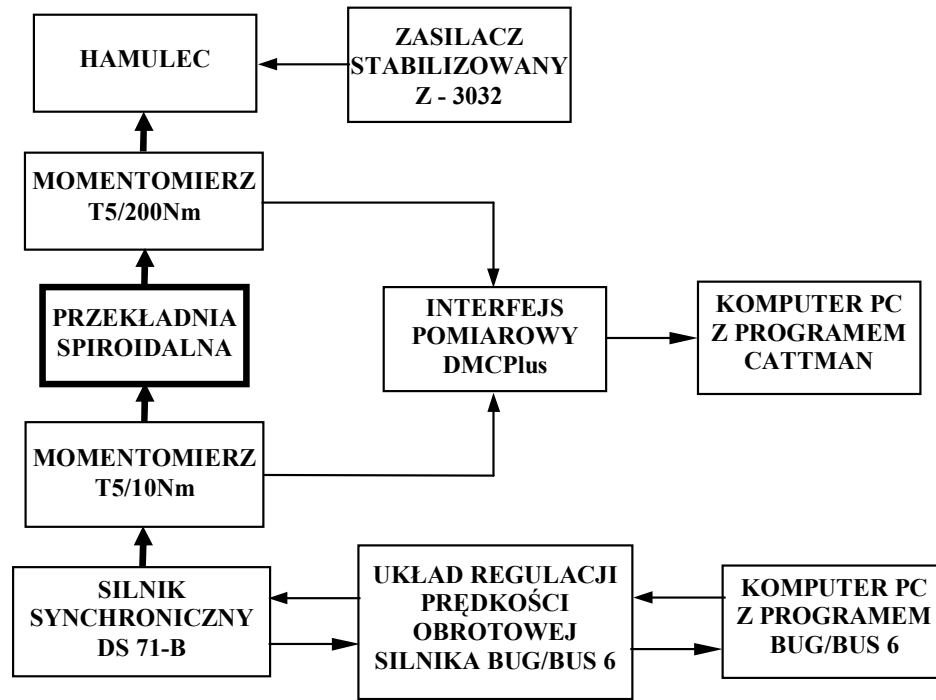 HAMULEC
ZASILACZ
STABILIZOWANY
Z - 3032
MOMENTOMIERZ
T5/200Nm
PRZEKŁADNIA
SPIROIDALNA
INTERFEJS
POMIAROWY
DMCPlus
KOMPUTER PC
Z PROGRAMEM
CATTMAN
MOMENTOMIERZ
T5/10Nm
SILNIK
SYNCHRONICZNY
DS 71-B
UKŁAD REGULACJI
PRĘDKOŚCI
OBROTOWEJ
SILNIKA BUG/BUS 6
KOMPUTER PC
Z PROGRAMEM
BUG/BUS 6